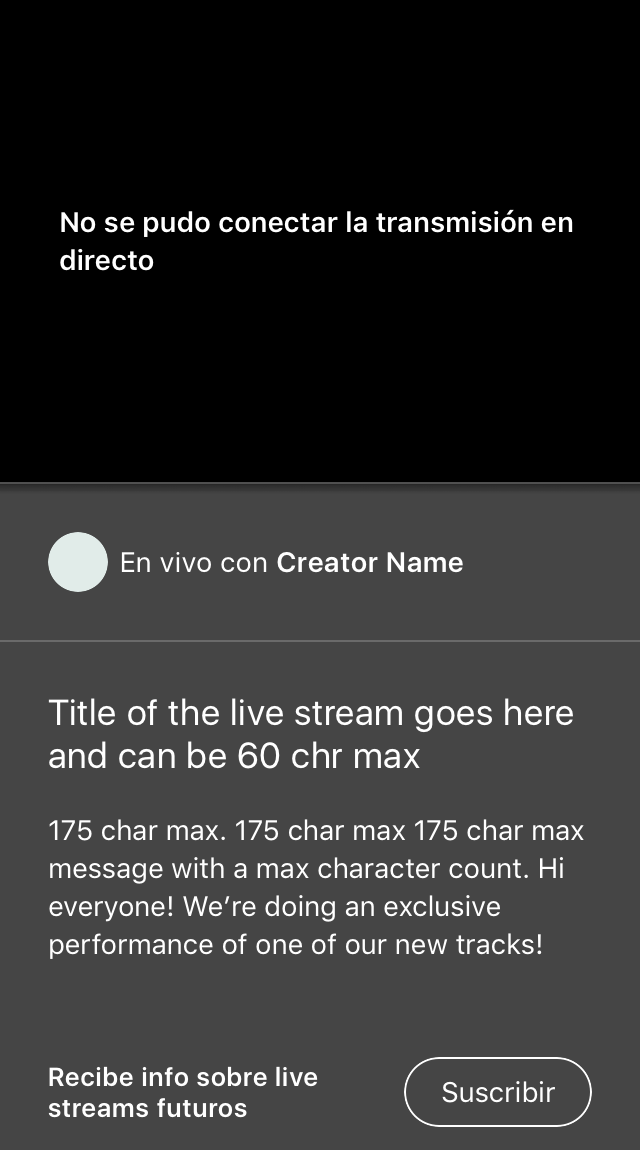 No se pudo conectar la transmisión en
directo
En vivo con Creator Name
Title of the live stream goes here
and can be 60 chr max
175 char max. 175 char max 175 char max
message with a max character count. Hi
everyone! We’re doing an exclusive
performance of one of our new tracks!
Recibe info sobre live
streams futuros
Suscribir